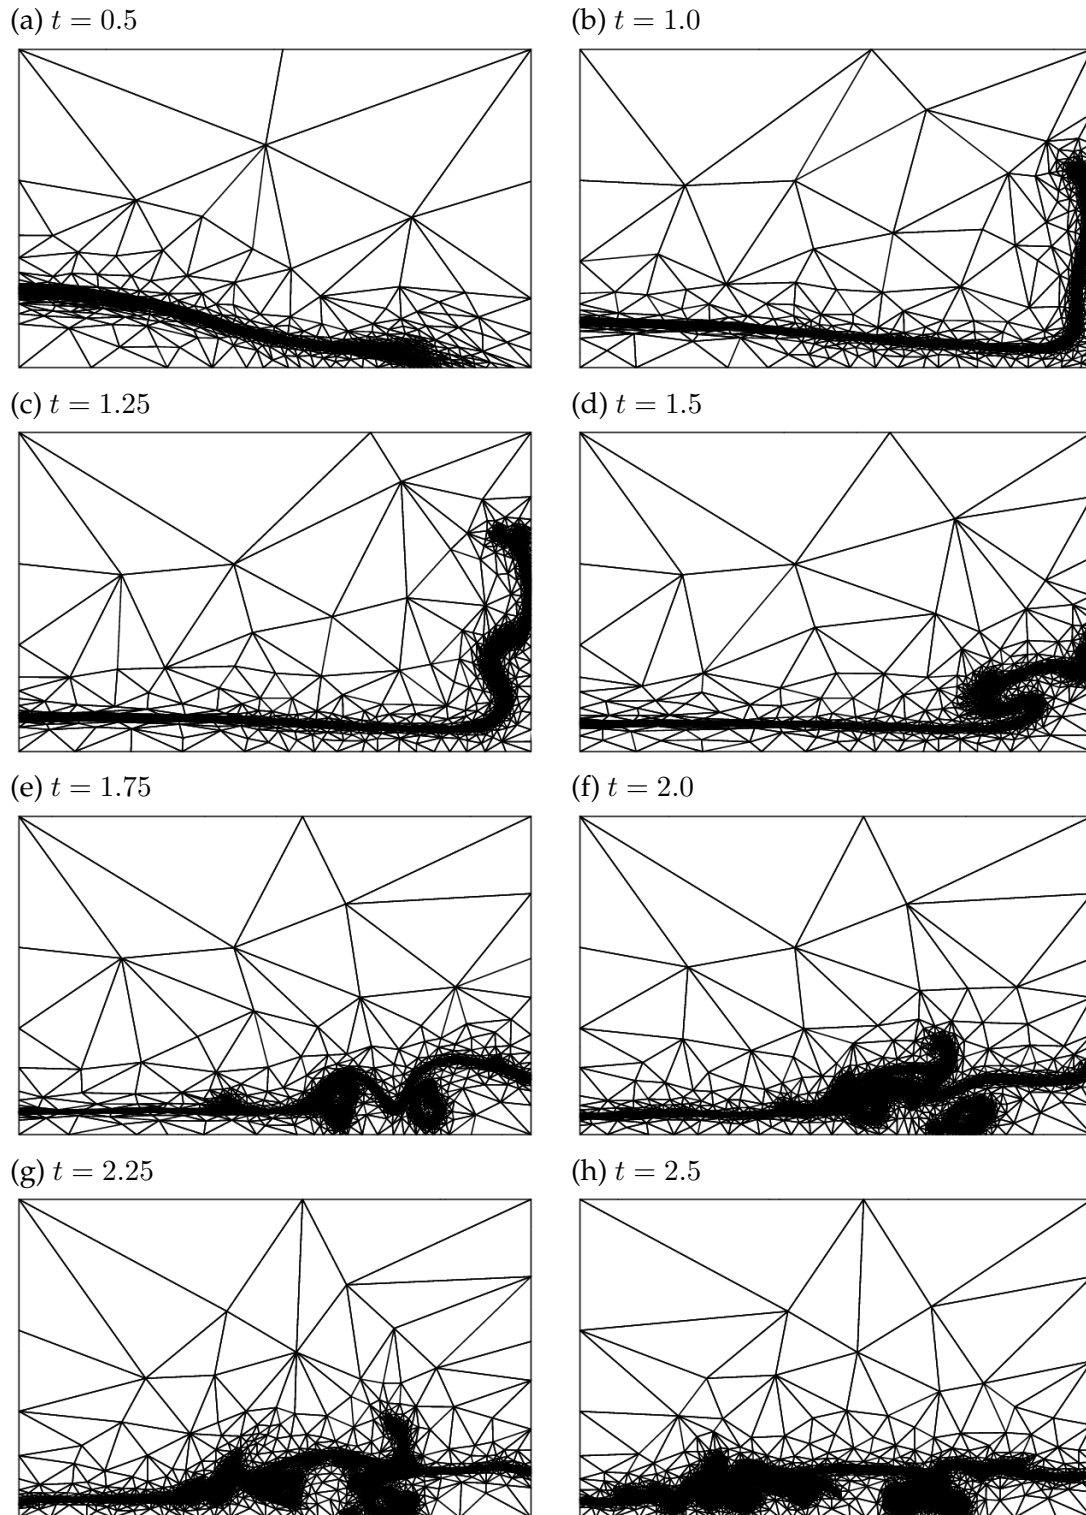 (a) t = 0.5
(b) t = 1.0
(c) t = 1.25
(d) t = 1.5
(e) t = 1.75
(f) t = 2.0
(g) t = 2.25
(h) t = 2.5